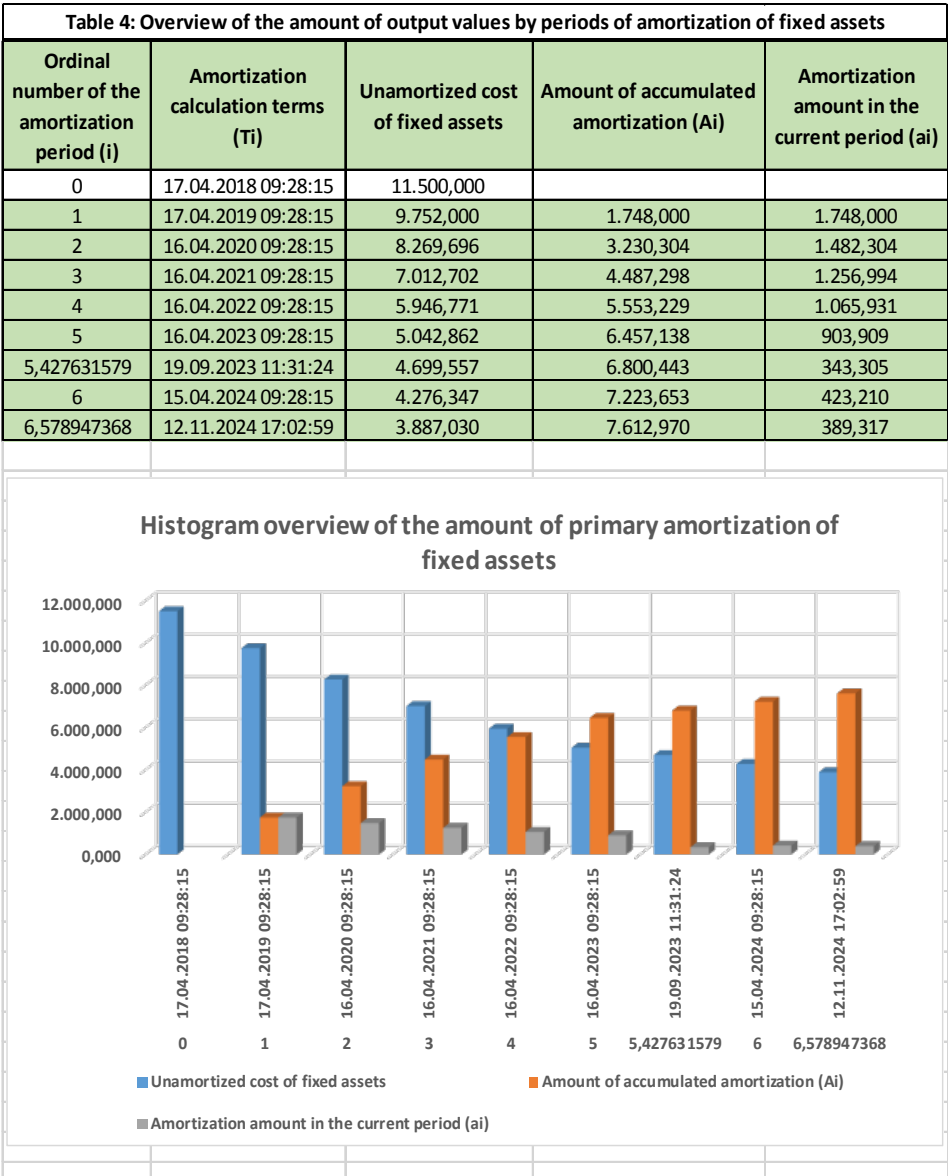 Table 4: Overview of the amount of output values by periods of amortization of fixed assets
Ordinal number of the amortization period (i) Amortization calculation terms (Ti) Unamortized cost of fixed assets Amount of accumulated amortization (Ai) Amortization amount in the current period (ai)
0 17.04.2018 09:28:15 11.500,000
1 17.04.2019 09:28:15 9.752,000 1.748,000 1.748,000
2 16.04.2020 09:28:15 8.269,696 3.230,304 1.482,304
3 16.04.2021 09:28:15 7.012,702 4.487,298 1.256,994
4 16.04.2022 09:28:15 5.946,771 5.553,229 1.065,931
5 16.04.2023 09:28:15 5.042,862 6.457,138 903,909
5,427631579 19.09.2023 11:31:24 4.699,557 6.800,443 343,305
6 15.04.2024 09:28:15 4.276,347 7.223,653 423,210
6,578947368 12.11.2024 17:02:59 3.887,030 7.612,970 389,317
Histogram overview of the amount of primary amortization of
fixed assets
12.000,000
10.000,000
8.000,000
6.000,000
4.000,000
2.000,000
0,000
17.04.2018 09:28:15
17.04.2019 09:28:15
16.04.2020 09:28:15
16.04.2021 09:28:15
16.04.2022 09:28:15
16.04.2023 09:28:15
19.09.2023 11:31:24
15.04.2024 09:28:15
12.11.2024 17:02:59
0 1 2 3 4 5 5,427631579 6 6,578947368
Unamortized cost of fixed assets Amount of accumulated amortization (Ai)
Amortization amount in the current period (ai)